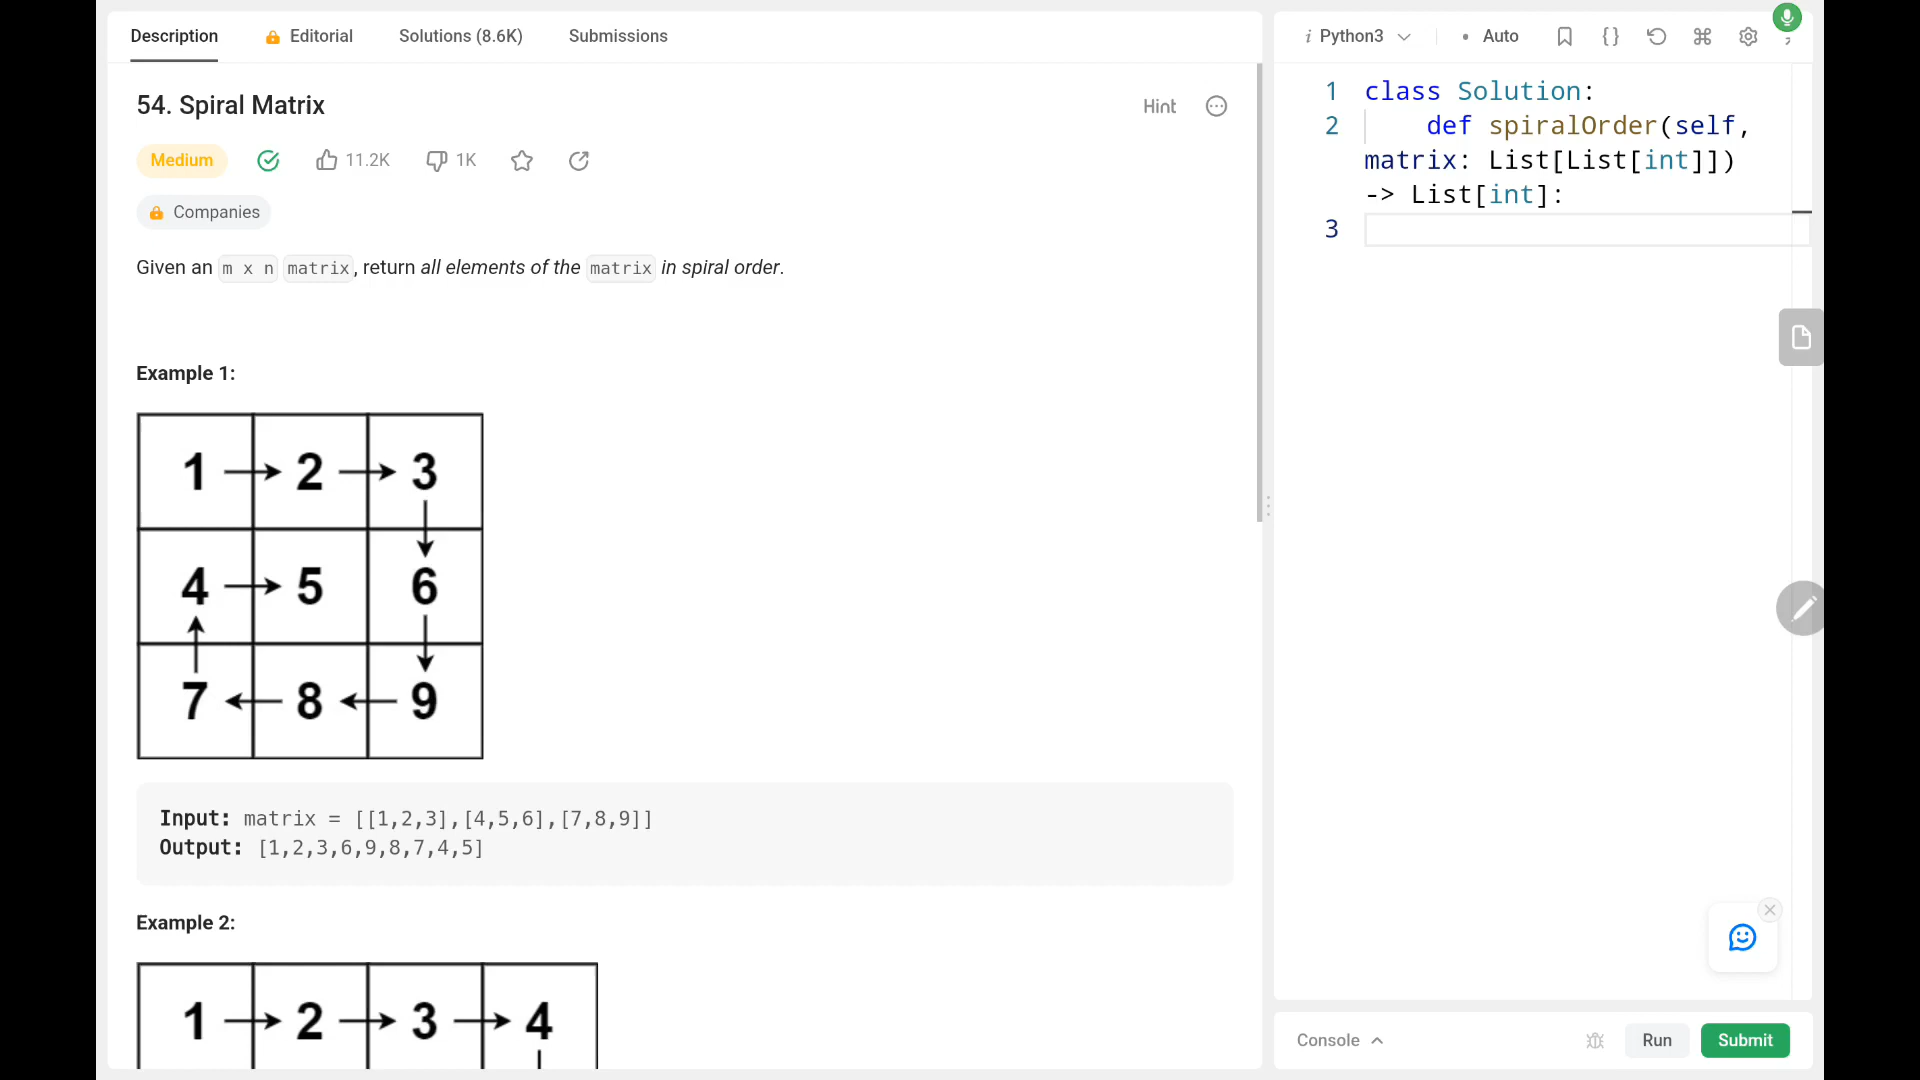 Description Editorial Solutions (8.6K) Submissions
54. Spiral Matrix
Hint
Medium 11.2K 1K
Companies
Given an m x n matrix, return all elements of the matrix in spiral order.
Example 1:
1 2 3
4 5 6
7 8 9
Input: matrix = [[1,2,3],[4,5,6],[7,8,9]]
Output: [1,2,3,6,9,8,7,4,5]
Example 2:
1 2 3 4
i Python3 • Auto {}
1 class Solution:
2 def spiralOrder(self,
matrix: List[List[int]])
-> List[int]:
3
Console Run Submit